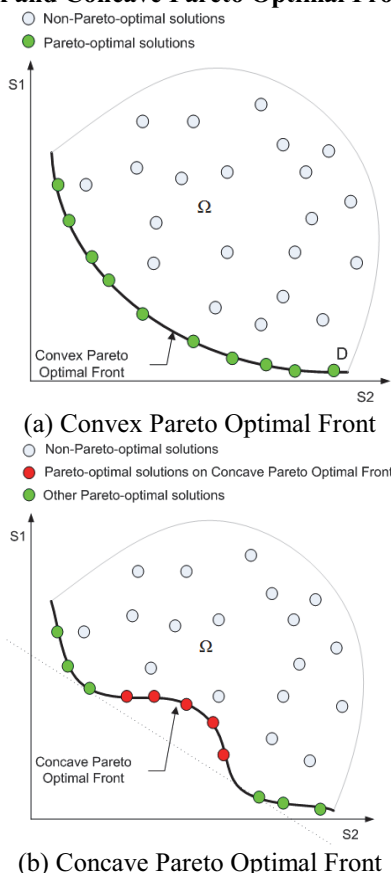 and Concave Pareto Optimal Fro
Non-Pareto-optimal solutions
Pareto-optimal solutions
S1
Ω
Convex Pareto
Optimal Front
D
S2
(a) Convex Pareto Optimal Front
Non-Pareto-optimal solutions
Pareto-optimal solutions on Concave Pareto Optimal Front
Other Pareto-optimal solutions
S1
Ω
Concave Pareto
Optimal Front
S2
(b) Concave Pareto Optimal Front